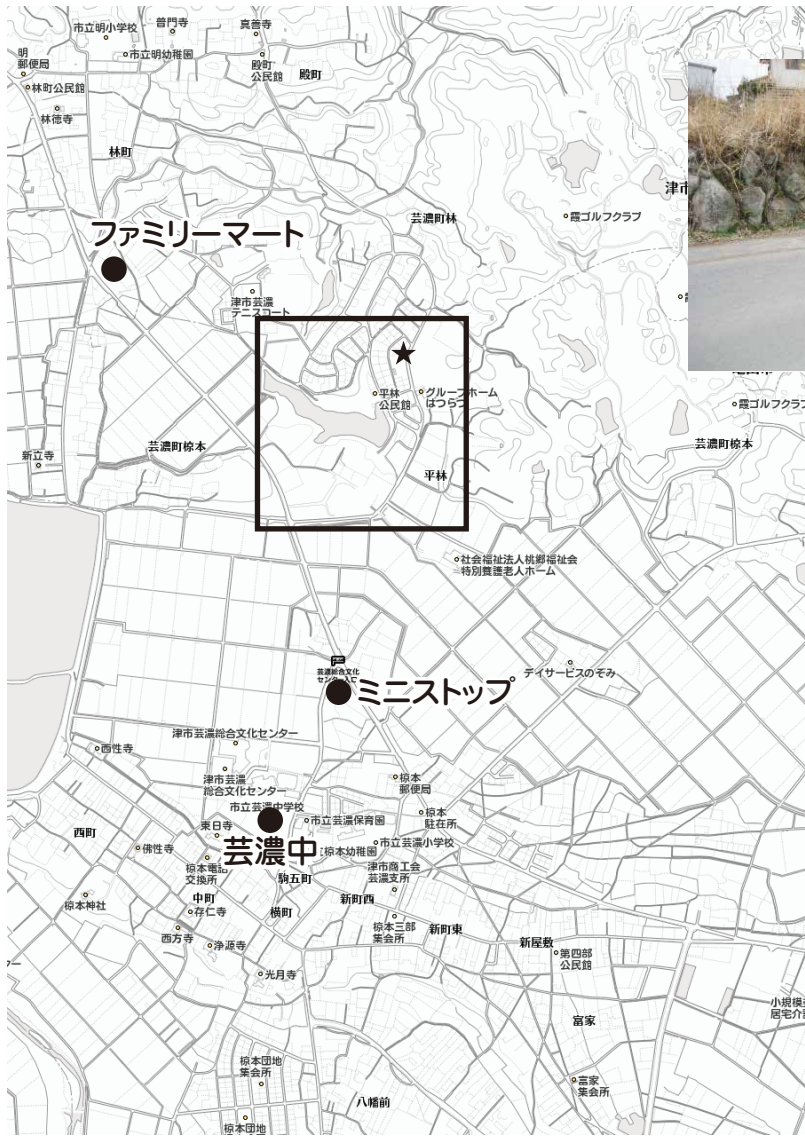 市立明小学校
普門寺
真善寺
明
郵便局
市立明幼稚園
殿町
公民館
殿町
林町公民館
林徳寺
林町
津市
芸濃町林
霞ゴルフクラブ
ファミリーマート
津市芸濃
テニスコート
平林
公民館
グループホーム
はつらつ
霞ゴルフクラブ
芸濃町椋本
芸濃町椋本
新立寺
平林
社会福祉法人桃郷福祉会
特別養護老人ホーム
芸濃総合文化
ミニストップ
デイサービスのぞみ
津市芸濃総合文化センター
西性寺
津市芸濃
総合文化センター
椋本
郵便局
市立芸濃中学校
市立芸濃保育園
椋本
駐在所
西町
東日寺
佛性寺
芸濃中
椋本幼稚園
市立芸濃小学校
椋本電話
交換所
駒五町
津市商工会
芸濃支所
新町西
椋本神社
中町
存仁寺
横町
西方寺
浄源寺
椋本三部
集会所
新町東
新屋敷
第四部
公民館
光月寺
小規模
居宅介
富家
椋本団地
集会所
富家
集会所
八幡前
椋本団地